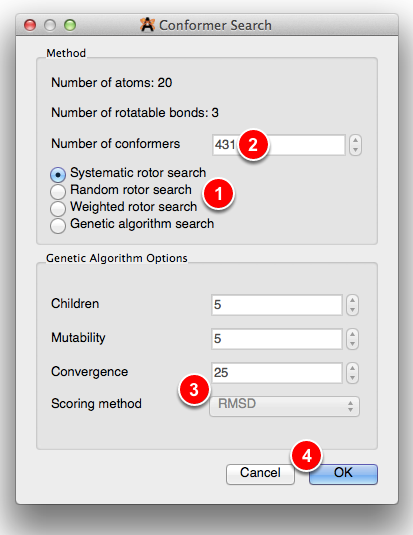 Conformer Search
Method
Number of atoms: 20
Number of rotatable bonds: 3
Number of conformers 431 2
Systematic rotor search
Random rotor search 1
Weighted rotor search
Genetic algorithm search
Genetic Algorithm Options
Children 5
Mutability 5
Convergence 25
3
Scoring method RMSD
4
Cancel OK